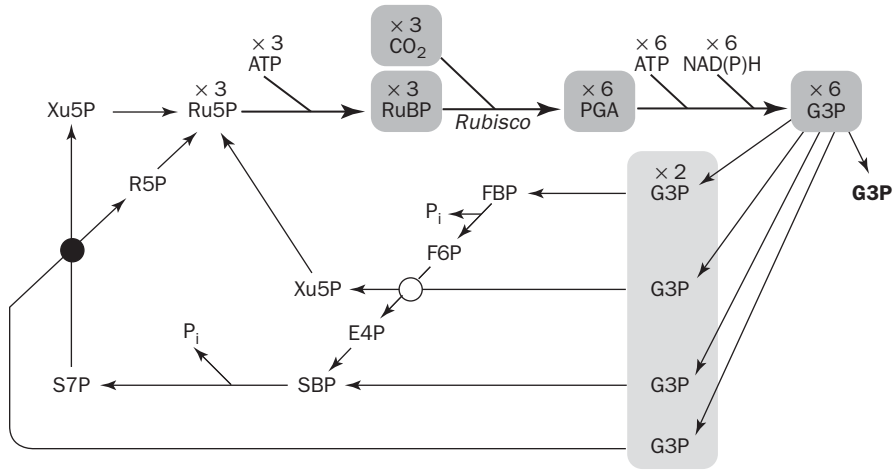 × 3
CO2
× 3
ATP
× 6
ATP
× 6
NAD(P)H
Xu5P
× 3
Ru5P
× 3
RuBP
Rubisco
× 6
PGA
× 6
G3P
R5P
FBP
× 2
G3P
G3P
Pi
F6P
Xu5P
G3P
E4P
Pi
S7P
SBP
G3P
G3P